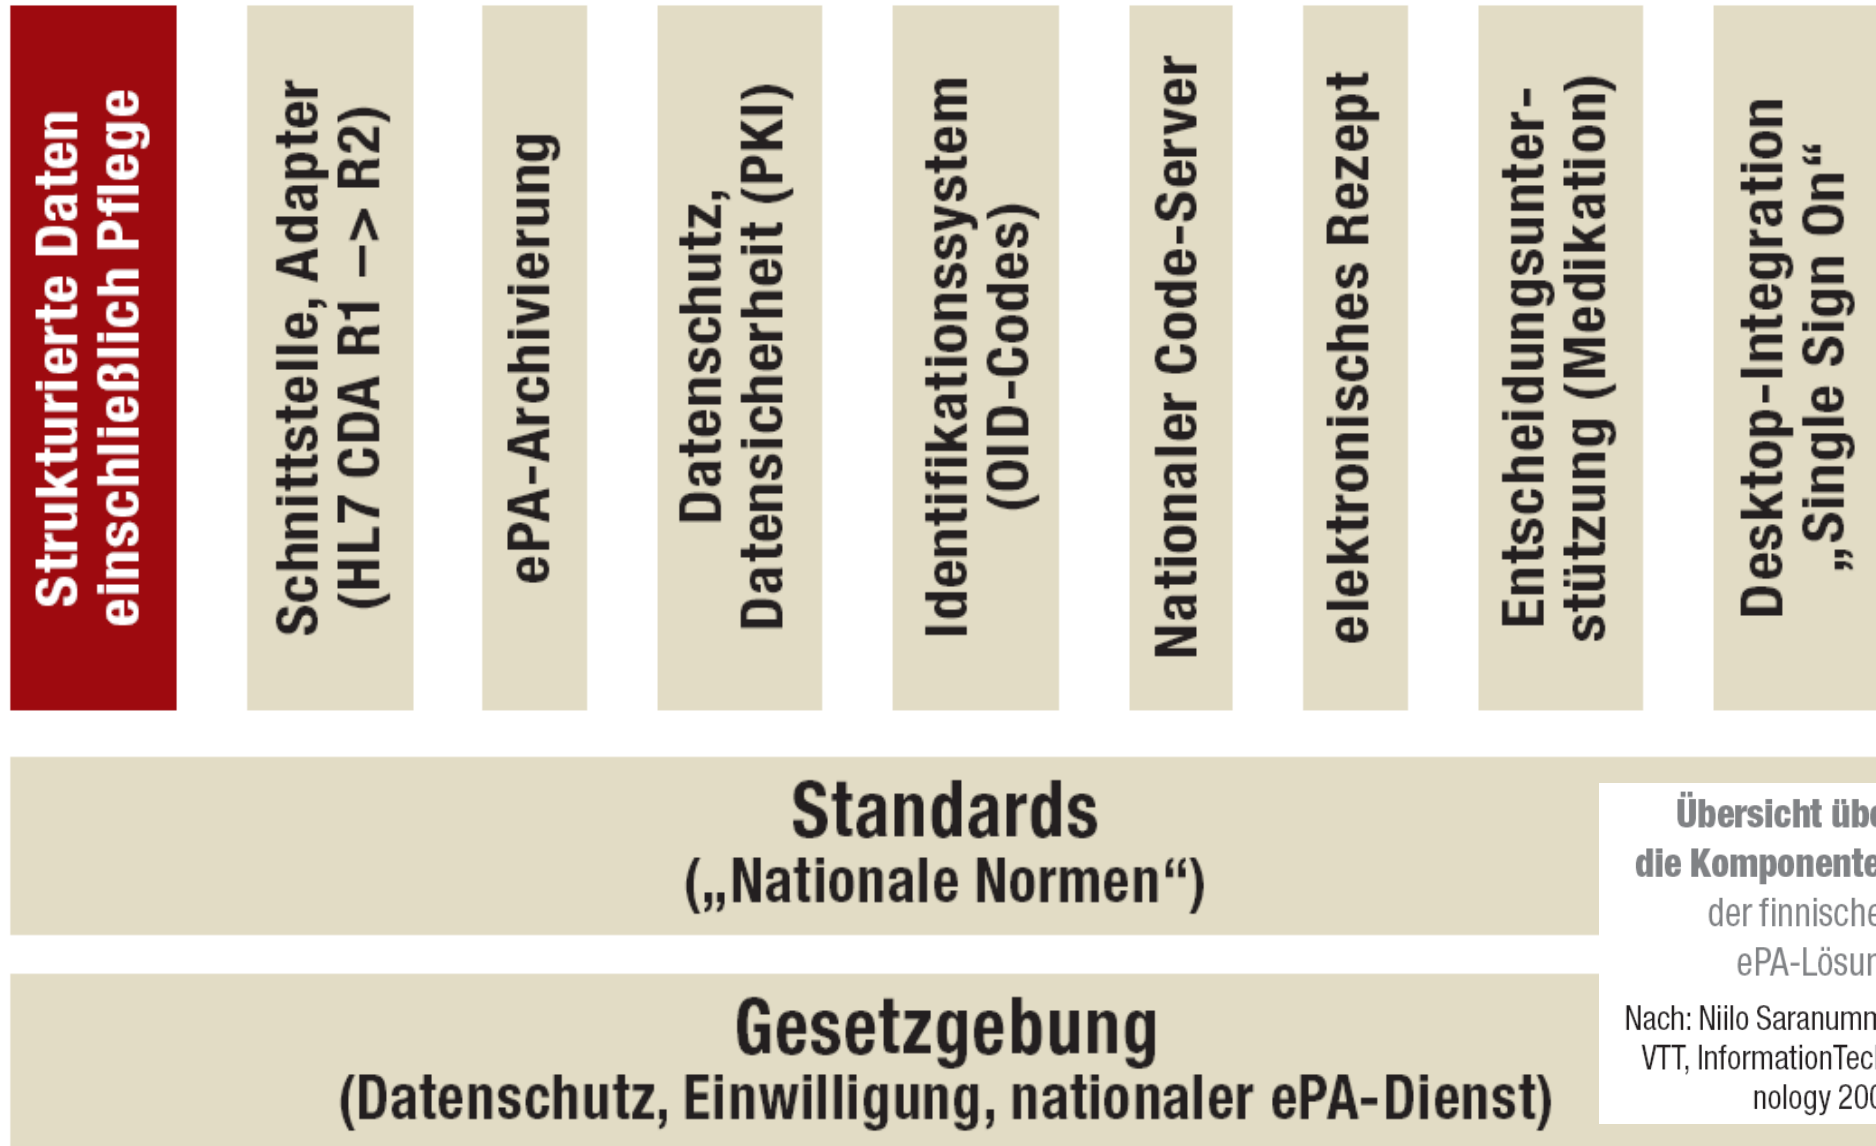 Strukturierte Daten
einschließlich Pflege
Schnittstelle, Adapter
(HL7 CDA R1 –> R2)
ePA-Archivierung
Datenschutz,
Datensicherheit (PKI)
Identifikationssystem
(OID-Codes)
Nationaler Code-Server
elektronisches Rezept
Entscheidungsunter-
stützung (Medikation)
Desktop-Integration
„Single Sign On“
Standards
(„Nationale Normen“)
Gesetzgebung
(Datenschutz, Einwilligung, nationaler ePA-Dienst)
Übersicht
die
der
Nach: Niilo
VTT,
nology